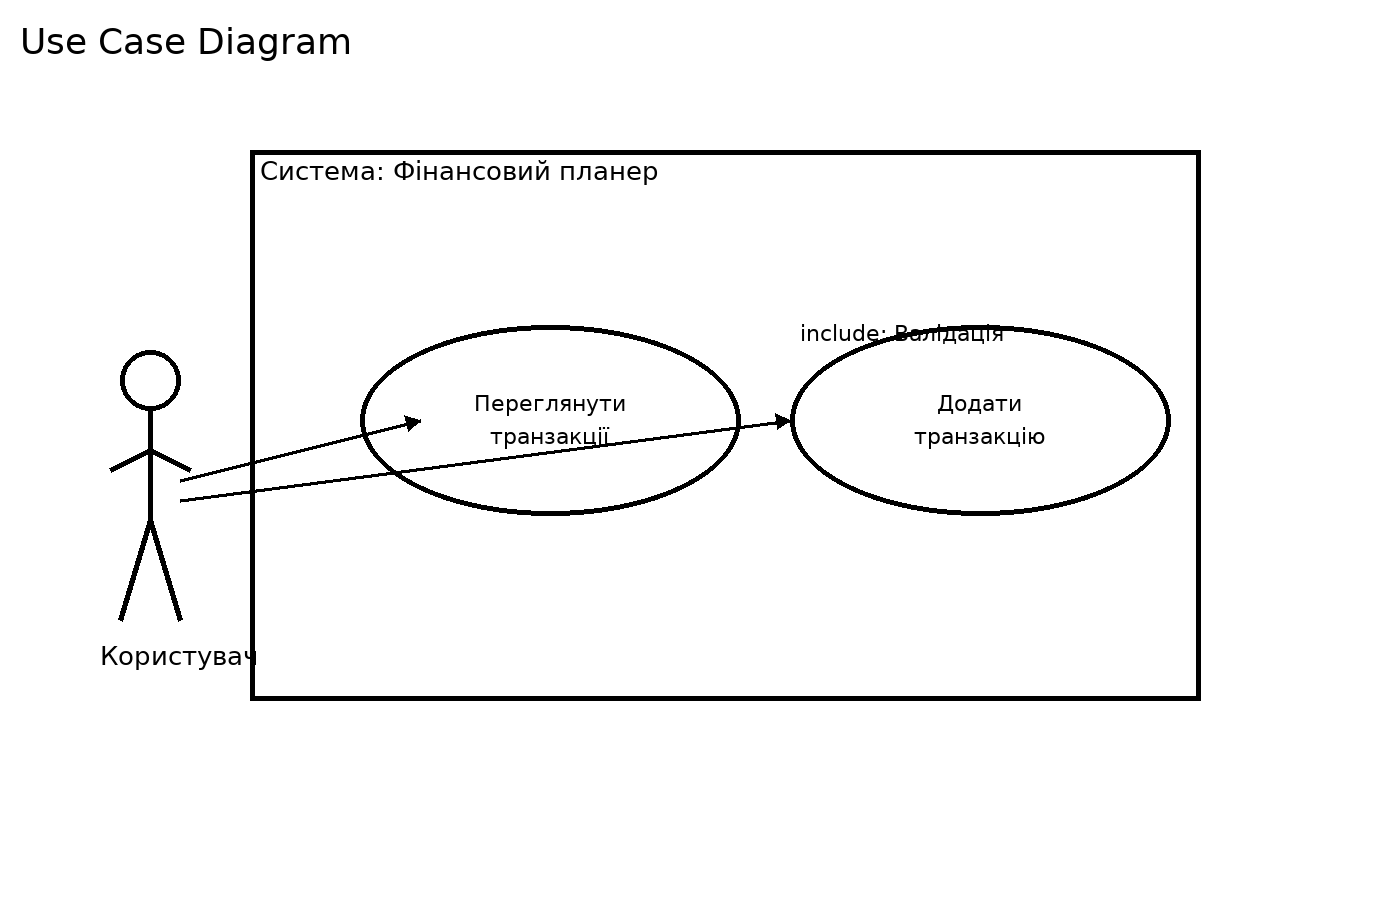 Use Case Diagram
Система: Фінансовий планер
include: Валідація
Переглянути
транзакції
Додати
транзакцію
Користувач